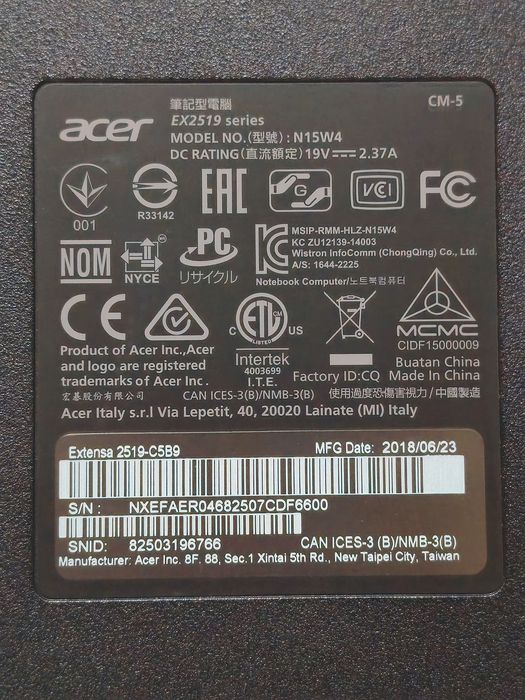 筆記型電腦
CM-5
acer
EX2519 series
MODEL NO.(型號) : N15W4
DC RATING(直流額定) 19V⎓2.37A
001
R33142
EAC
G
VCCI
FC
NOM
NYCE
PC
リサイクル
MSIP-RMM-HLZ-N15W4
KC ZU12139-14003
Wistron InfoComm (ChongQing) Co., Ltd.
A/S: 1644-2225
Notebook Computer/노트북컴퓨터
CE
C ETL CM LISTED US
Intertek
4003699
I.T.E.
MCMC
CIDF15000009
Product of Acer Inc.,Acer
and logo are registered
trademarks of Acer Inc .
Factory ID:CQ
Buatan China
Made In China
宏碁股份有限公司
CAN ICES-3(B)/NMB-3(B)
使用過度恐傷害視力 / 中國製造
Acer Italy s.r.l Via Lepetit, 40, 20020 Lainate (MI) Italy
Extensa 2519-C5B9
MFG Date: 2018/06/23
S/N : NXEFAER04682507CDF6600
SNID: 82503196766
CAN ICES-3 (B)/NMB-3(B)
Manufacturer: Acer Inc. 8F. 88, Sec.1 Xintai 5th Rd., New Taipei City, Taiwan